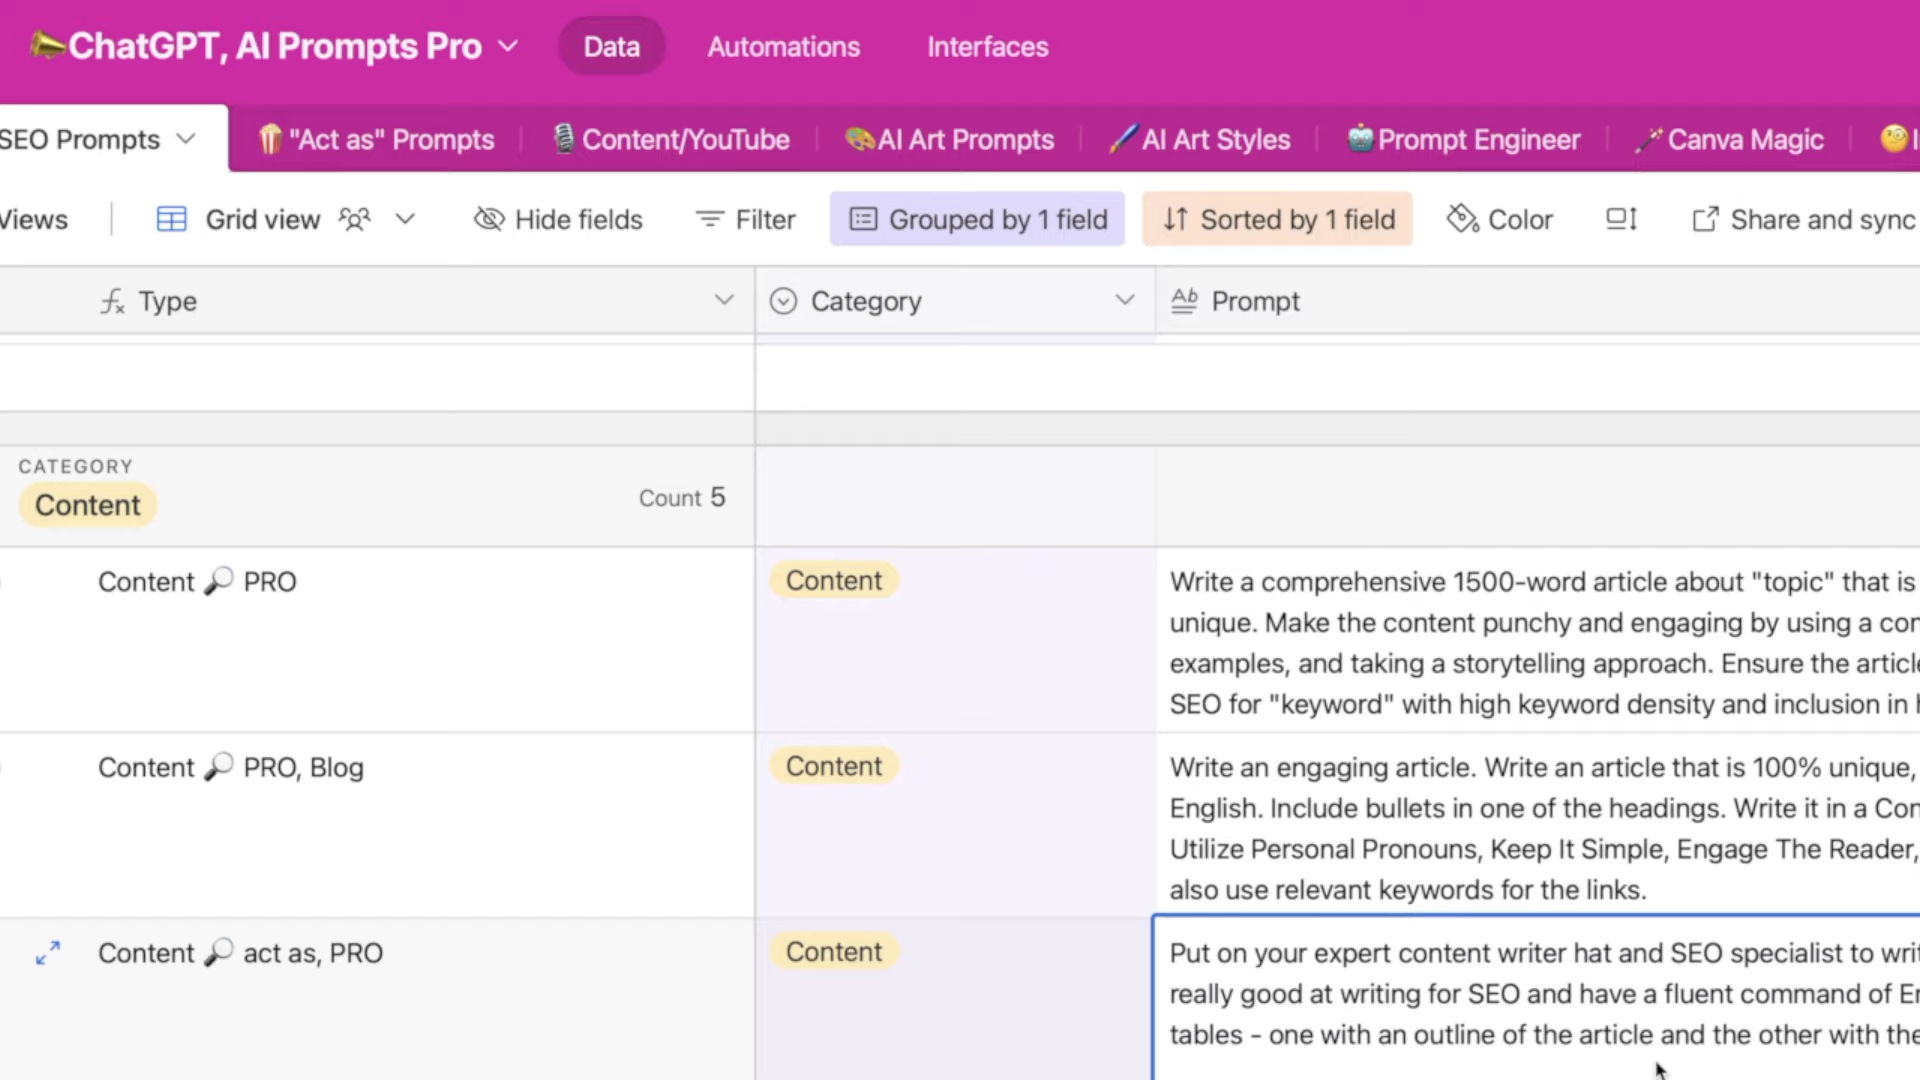 ChatGPT, AI Prompts Pro Data Automations Interfaces
SEO Prompts "Act as" Prompts Content/YouTube AI Art Prompts AI Art Styles Prompt Engineer Canva Magic
Views Grid view Hide fields Filter Grouped by 1 field Sorted by 1 field Color Share and sync
Type Category Prompt
CATEGORY
Content Count 5
Content 🔎 PRO Content
Write a comprehensive 1500-word article about "topic" that is
unique. Make the content punchy and engaging by using a
examples, and taking a storytelling approach. Ensure the
SEO for "keyword" with high keyword density and inclusion in
Content 🔎 PRO, Blog Content
Write an engaging article. Write an article that is 100% unique,
English. Include bullets in one of the headings. Write it in a
Utilize Personal Pronouns, Keep It Simple, Engage The Reader,
also use relevant keywords for the links.
Content 🔎 act as, PRO Content
Put on your expert content writer hat and SEO specialist to
really good at writing for SEO and have a fluent command of
tables - one with an outline of the article and the other with